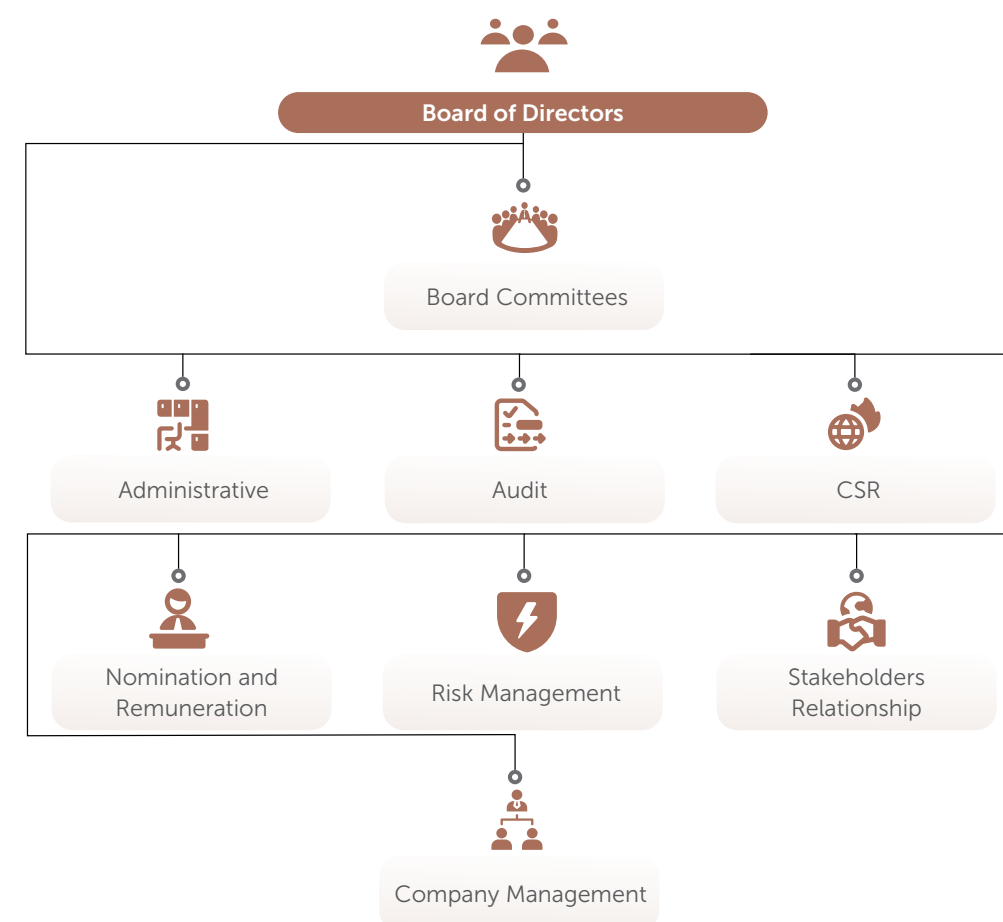 Board of Directors
Board Committees
Administrative
Audit
CSR
Nomination and
Remuneration
Risk Management
Stakeholders
Relationship
Company Management